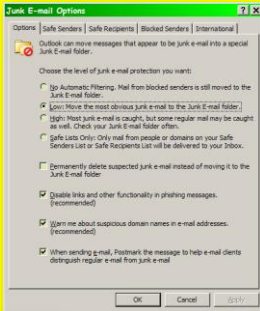 Junk E-mail Options
Options Safe Senders Safe Recipients Blocked Senders International
Outlook can move messages that appear to be junk e-mail into a special
Junk E-mail folder.
Choose the level of junk e-mail protection you want:
No Automatic Filtering. Mail from blocked senders is still moved to the
Junk E-mail folder.
Low: Move the most obvious junk e-mail to the Junk E-mail folder.
High: Most junk e-mail is caught, but some regular mail may be caught
as well. Check your Junk E-mail folder often.
Safe Lists Only: Only mail from people or domains on your Safe
Senders List or Safe Recipients List will be delivered to your Inbox.
Permanently delete suspected junk e-mail instead of moving it to the
Junk E-mail folder
Disable links and other functionality in phishing messages.
(recommended)
Warn me about suspicious domain names in e-mail addresses.
(recommended)
When sending e-mail, Postmark the message to help e-mail clients
distinguish regular e-mail from junk e-mail
OK Cancel Apply